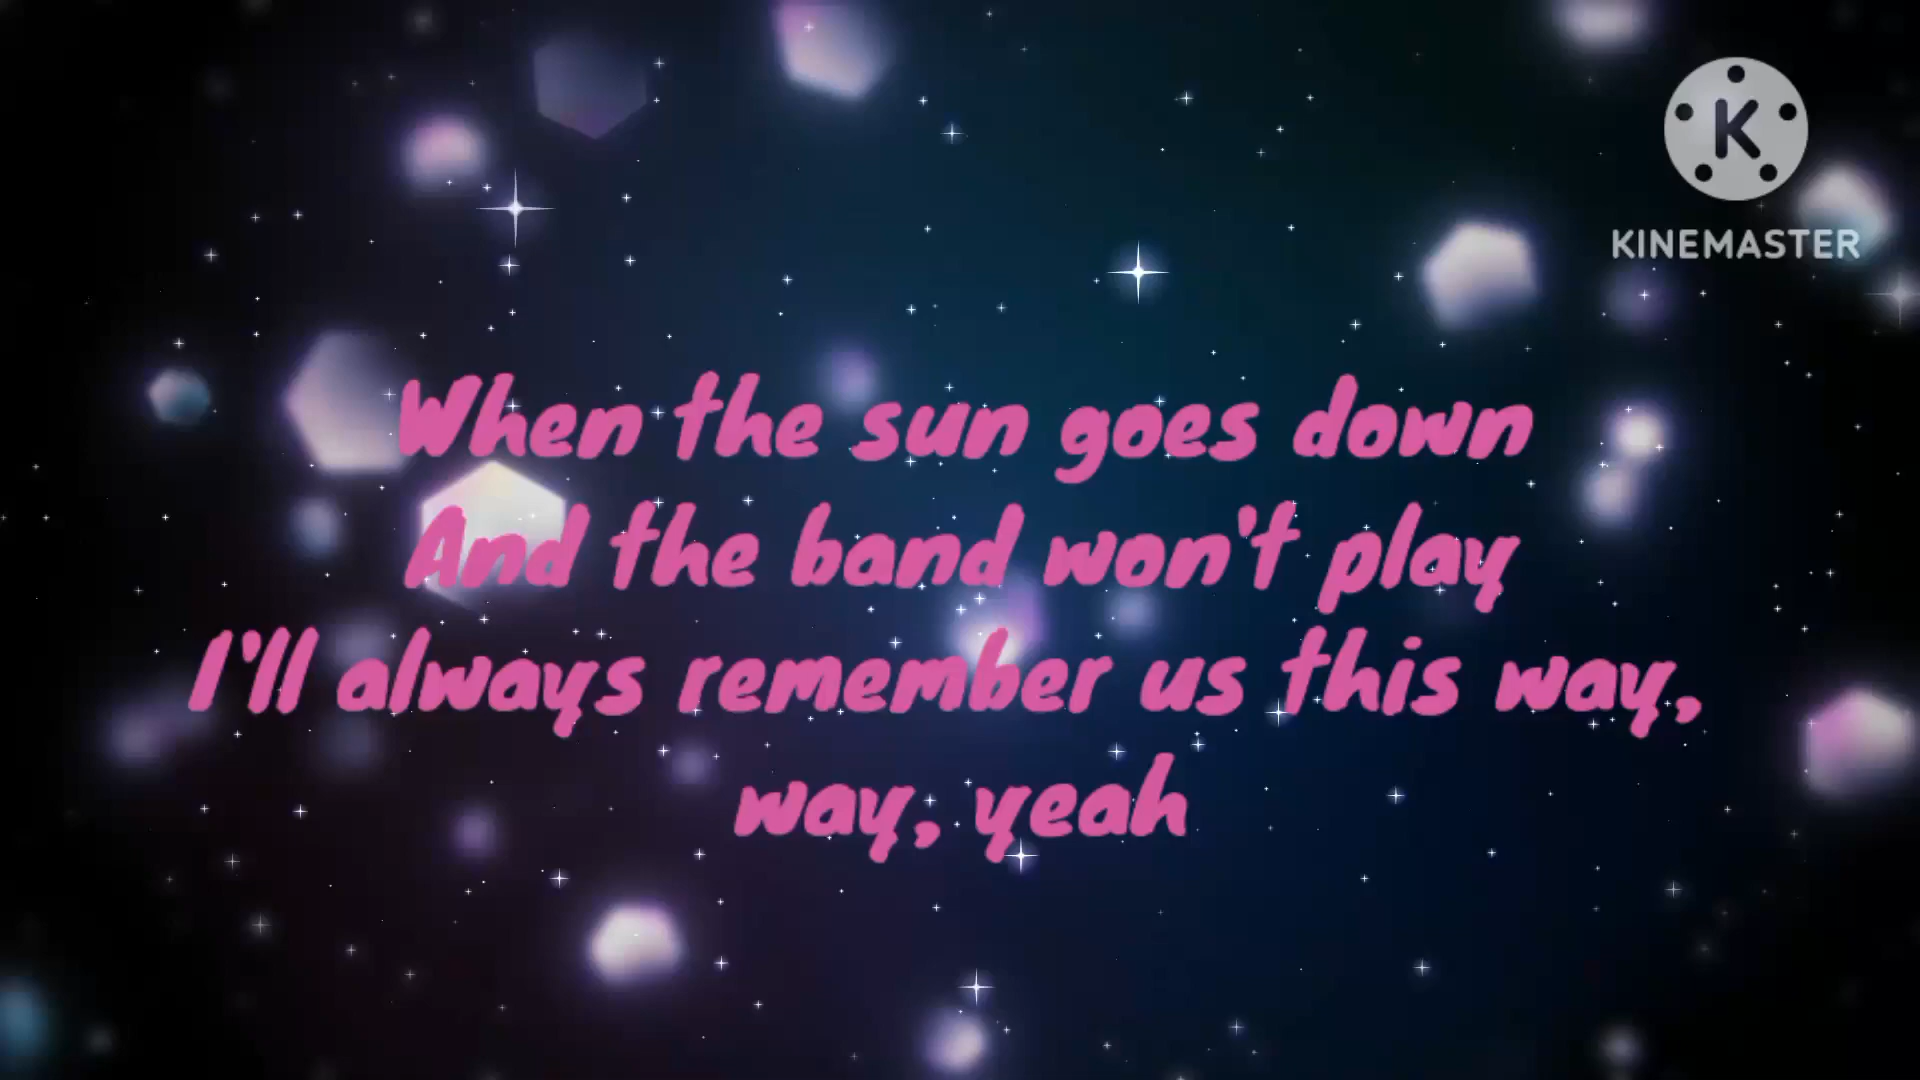 K
KINEMASTER
When the sun goes down
And the band won't play
I'll always remember us this way,
way, yeah